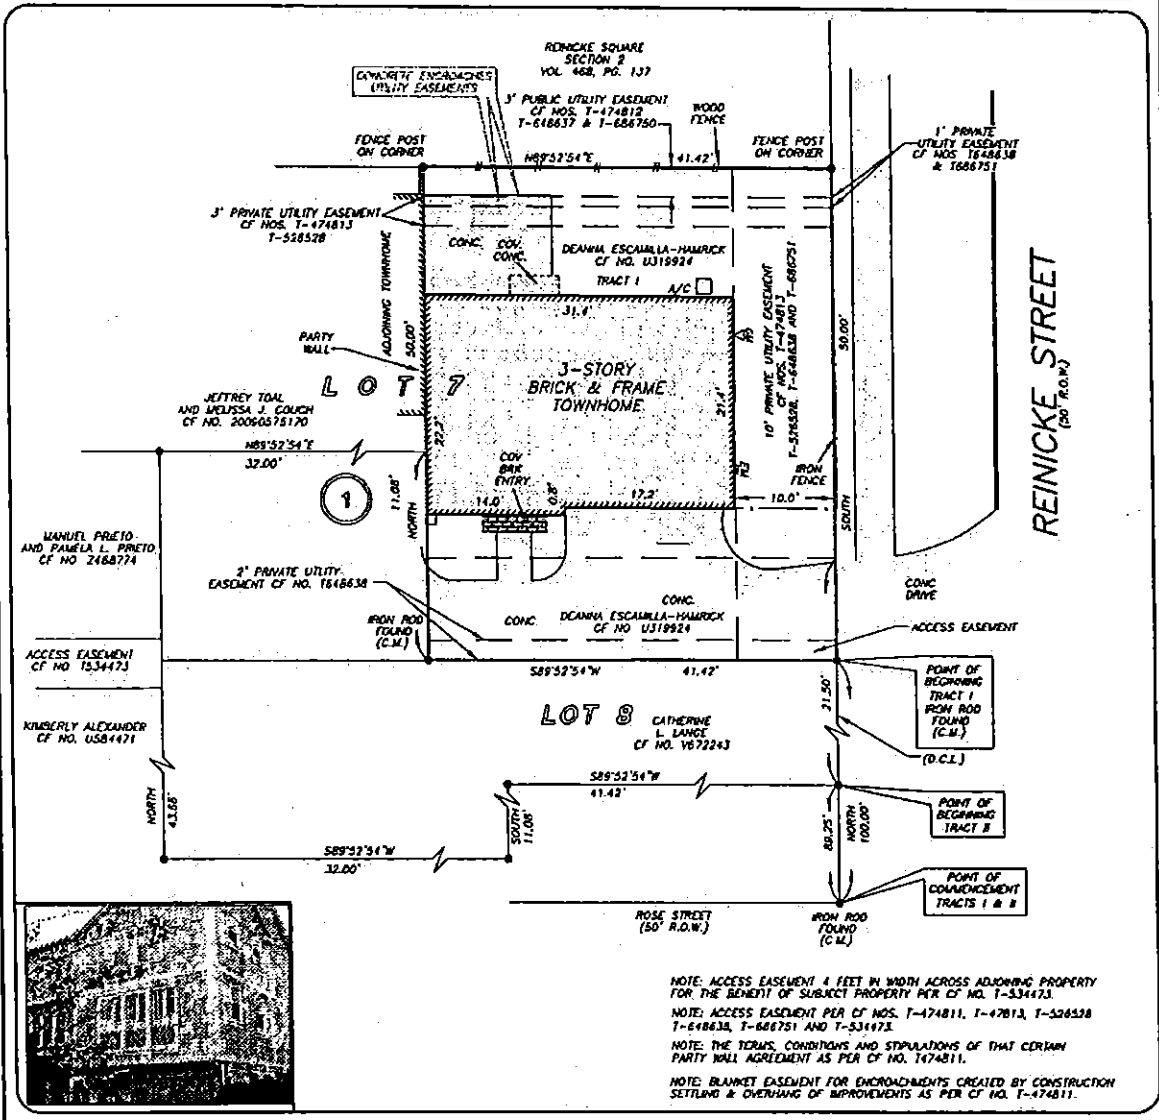 REINICKE SQUARE
SECTION 2
VOL. 468, PG. 137
CONCRETE ENCROACHES
UTILITY EASEMENTS
3' PUBLIC UTILITY EASEMENT
CF NOS. T-474812
T-648637 & T-686750
WOOD
FENCE
FENCE POST
ON CORNER
N89°52'54"E
41.42'
FENCE POST
ON CORNER
1' PRIVATE
UTILITY EASEMENT
CF NOS T648638
& T686751
3' PRIVATE UTILITY EASEMENT
CF NOS. T-474813
T-526528
CONC.
COV.
CONC.
DEANNA ESCAMILLA-HAMRICK
CF NO. U319924
TRACT I
A/C
ADJOINING TOWNHOME
50.00'
31.4'
PARTY
WALL
3-STORY
BRICK & FRAME
TOWNHOME
21.4'
22.2'
10' PRIVATE UTILITY EASEMENT
CF NOS. T-474813
T-526528, T-648638 AND T-686751
50.00'
REINICKE STREET
(50' R.O.W.)
LOT 7
JEFFREY TOAL
AND MELISSA J. GOUCH
CF NO. 20090575170
N89°52'54"E
32.00'
1
11.08'
NORTH
COV
BRK
ENTRY
14.0'
0.8'
17.2'
IRON
FENCE
10.0'
SOUTH
MANUEL PRIETO
AND PAMELA L. PRIETO
CF NO Z468774
2' PRIVATE UTILITY
EASEMENT CF NO. T648638
CONC
DRIVE
IRON ROD
FOUND
(C.M.)
CONC.
CONC.
DEANNA ESCAMILLA-HAMRICK
CF NO U319924
ACCESS EASEMENT
ACCESS EASEMENT
CF NO T534473
S89°52'54"W
41.42'
POINT OF
BEGINNING
TRACT I
IRON ROD
FOUND
(C.M.)
21.50'
(D.C.I.)
KIMBERLY ALEXANDER
CF NO. U584471
LOT 8
CATHERINE
L. LANGE
CF NO. V672243
NORTH
43.68'
S89°52'54"W
41.42'
SOUTH
11.08'
S89°52'54"W
32.00'
89.25'
NORTH
100.00'
POINT OF
BEGINNING
TRACT II
POINT OF
COMMENCEMENT
TRACTS I & II
ROSE STREET
(50' R.O.W.)
IRON ROD
FOUND
(C.M.)
NOTE: ACCESS EASEMENT 4 FEET IN WIDTH ACROSS ADJOINING PROPERTY
FOR THE BENEFIT OF SUBJECT PROPERTY PER CF NO. T-534473.
NOTE: ACCESS EASEMENT PER CF NOS. T-474811, T-47813, T-526528
T-648638, T-686751 AND T-534473.
NOTE: THE TERMS, CONDITIONS AND STIPULATIONS OF THAT CERTAIN
PARTY WALL AGREEMENT AS PER CF NO. T474811.
NOTE: BLANKET EASEMENT FOR ENCROACHMENTS CREATED BY CONSTRUCTION
SETTLING & OVERHANG OF IMPROVEMENTS AS PER CF NO. T-474811.